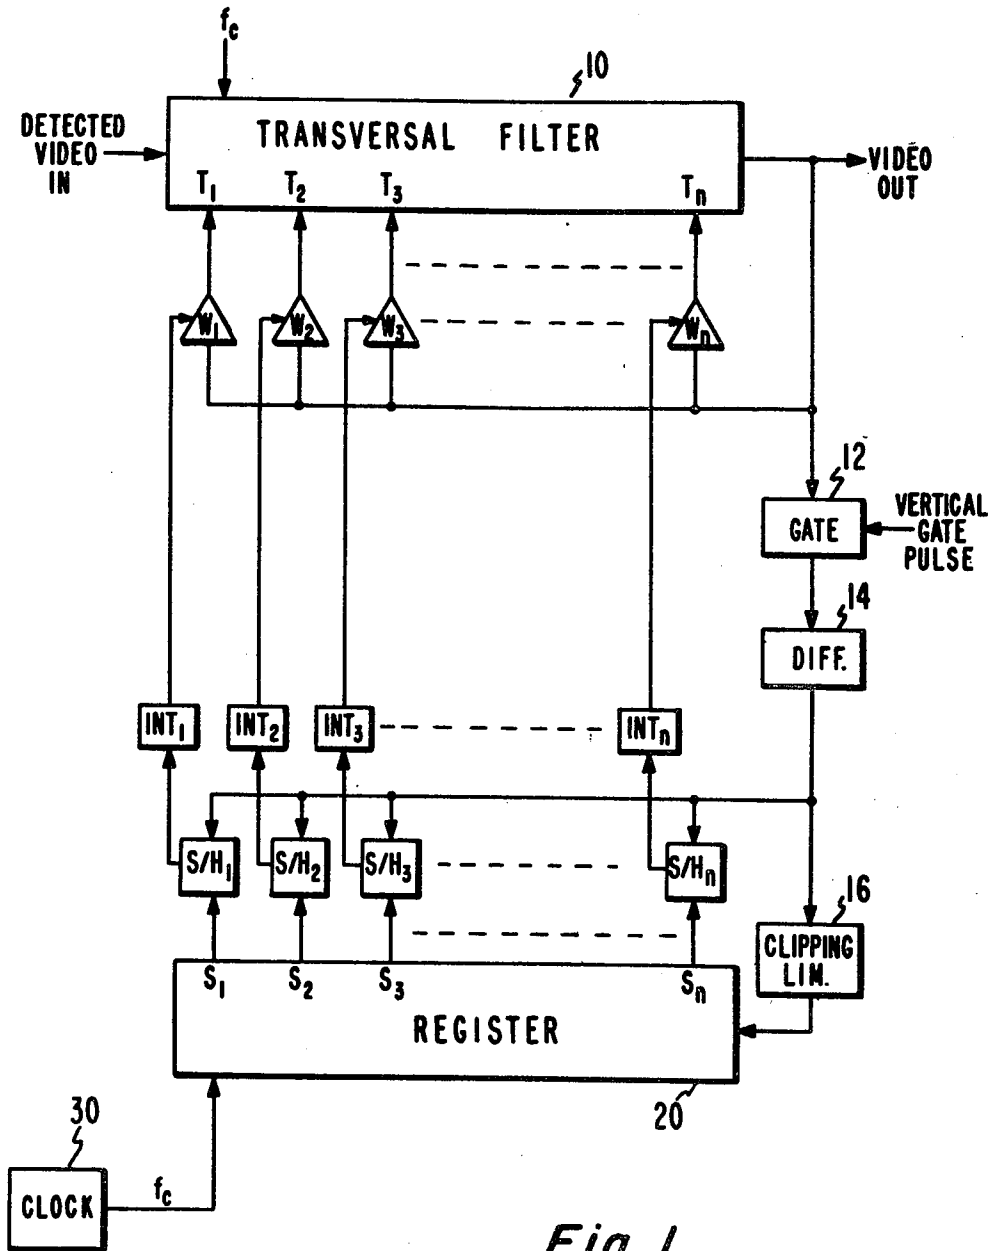 fc
10
DETECTED
VIDEO
IN
TRANSVERSAL FILTER
T1 T2 T3 Tn
VIDEO
OUT
W1 W2 W3 Wn
12
GATE
VERTICAL
GATE
PULSE
14
DIFF.
INT1 INT2 INT3 INTn
S/H1 S/H2 S/H3 S/Hn
16
CLIPPING
LIM.
S1 S2 S3 Sn
REGISTER
20
30
CLOCK
fc
Fig. 1